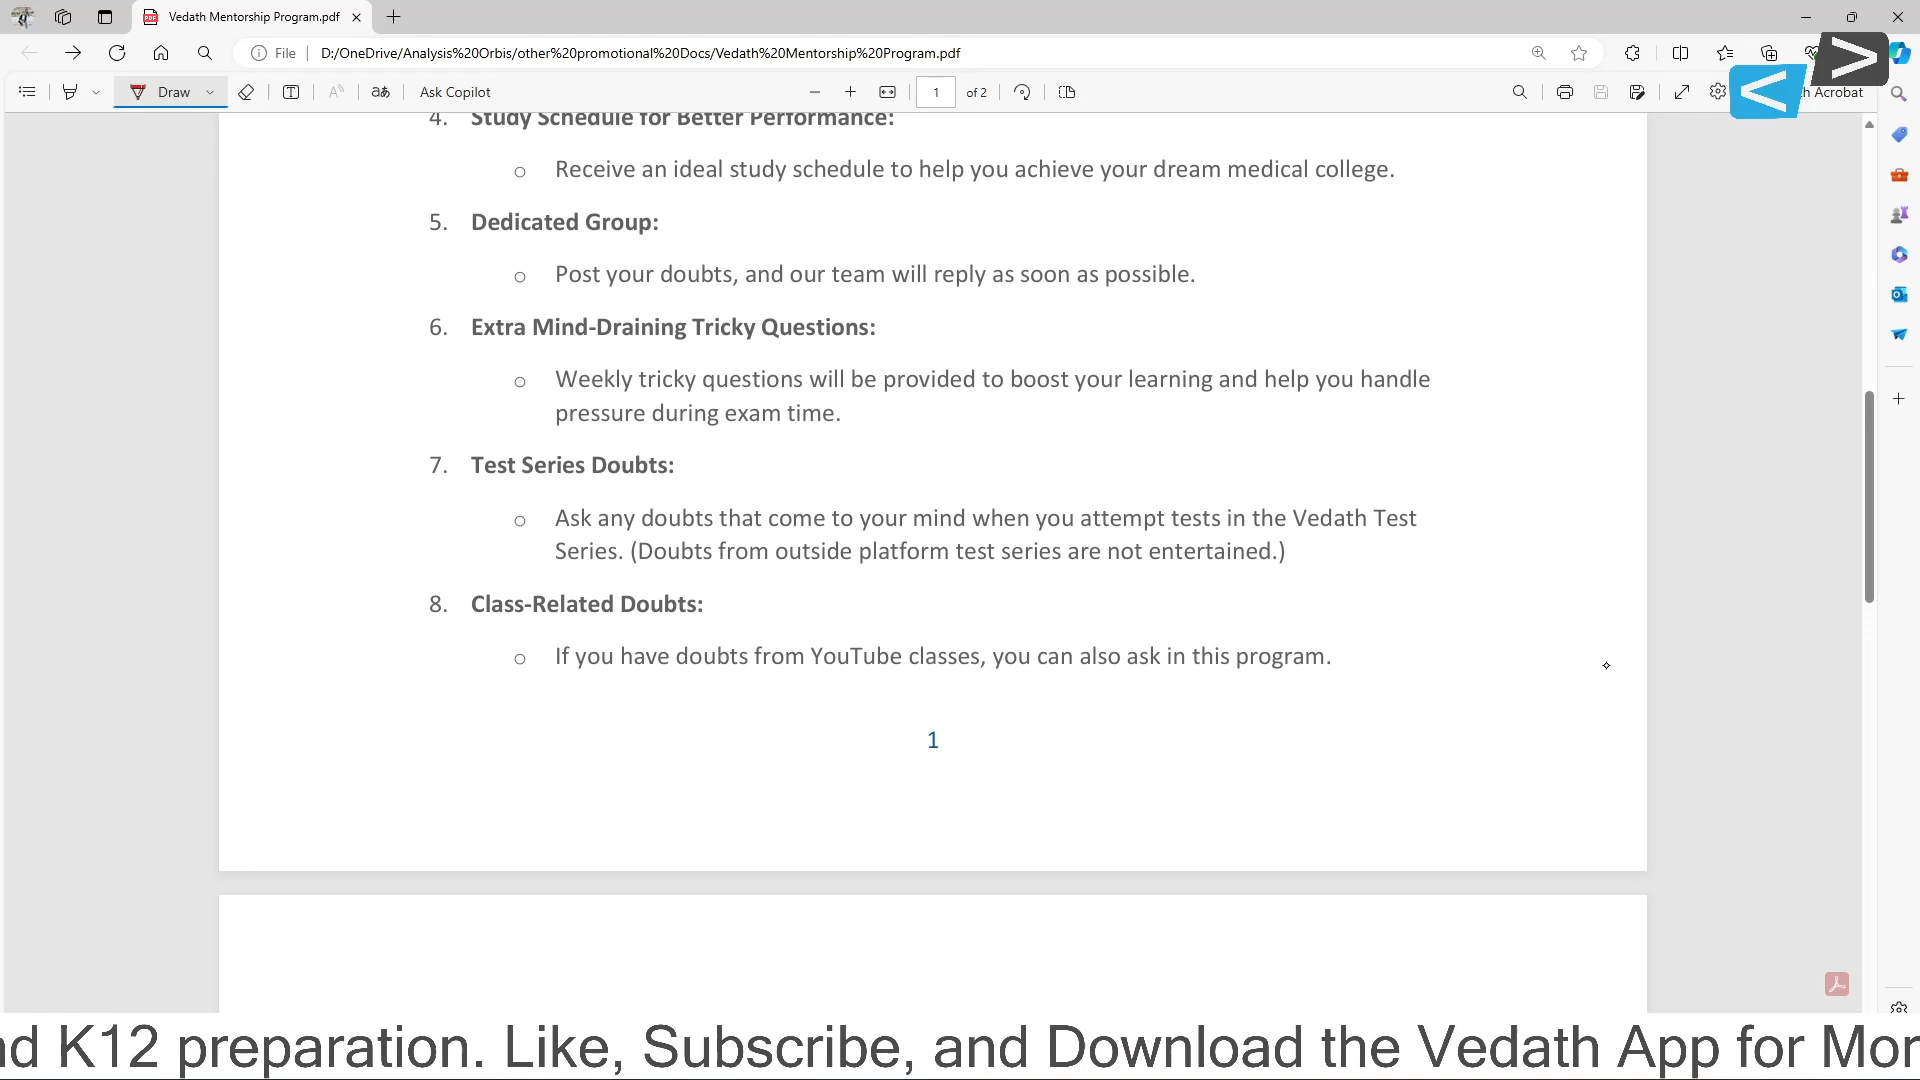 Vedath Mentorship Program.pdf
File
D:/OneDrive/Analysis%20Orbis/other%20promotional%20Docs/Vedath%20Mentorship%20Program.pdf
Draw
Ask Copilot
1 of 2
Acrobat
4. Study Schedule for Better Performance:
○ Receive an ideal study schedule to help you achieve your dream medical college.
5. Dedicated Group:
○ Post your doubts, and our team will reply as soon as possible.
6. Extra Mind-Draining Tricky Questions:
○ Weekly tricky questions will be provided to boost your learning and help you handle
pressure during exam time.
7. Test Series Doubts:
○ Ask any doubts that come to your mind when you attempt tests in the Vedath Test
Series. (Doubts from outside platform test series are not entertained.)
8. Class-Related Doubts:
○ If you have doubts from YouTube classes, you can also ask in this program.
1
nd K12 preparation. Like, Subscribe, and Download the Vedath App for Mor